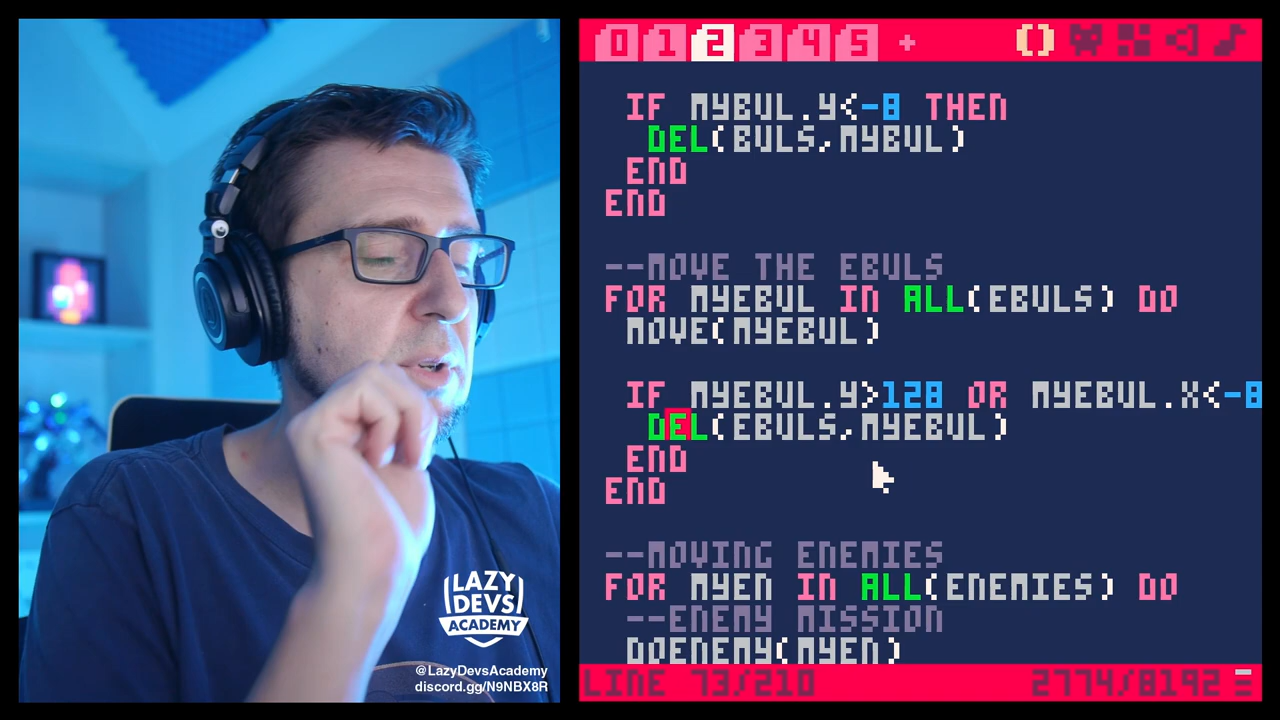 LAZY
DEVS
ACADEMY
@LazyDevsAcademy
discord.gg/N9NBX8R
0 1 2 3 4 5 +
IF MYBUL.Y<-8 THEN
DEL(BULS,MYBUL)
END
END
--MOVE THE EBULS
FOR MYEBUL IN ALL(EBULS) DO
MOVE(MYEBUL)
IF MYEBUL.Y>128 OR MYEBUL.X<-8
DEL(EBULS,MYEBUL)
END
END
--MOVING ENEMIES
FOR MYEN IN ALL(ENEMIES) DO
--ENEMY MISSION
DOENEMY(MYEN)
LINE 73/210
2774/8192